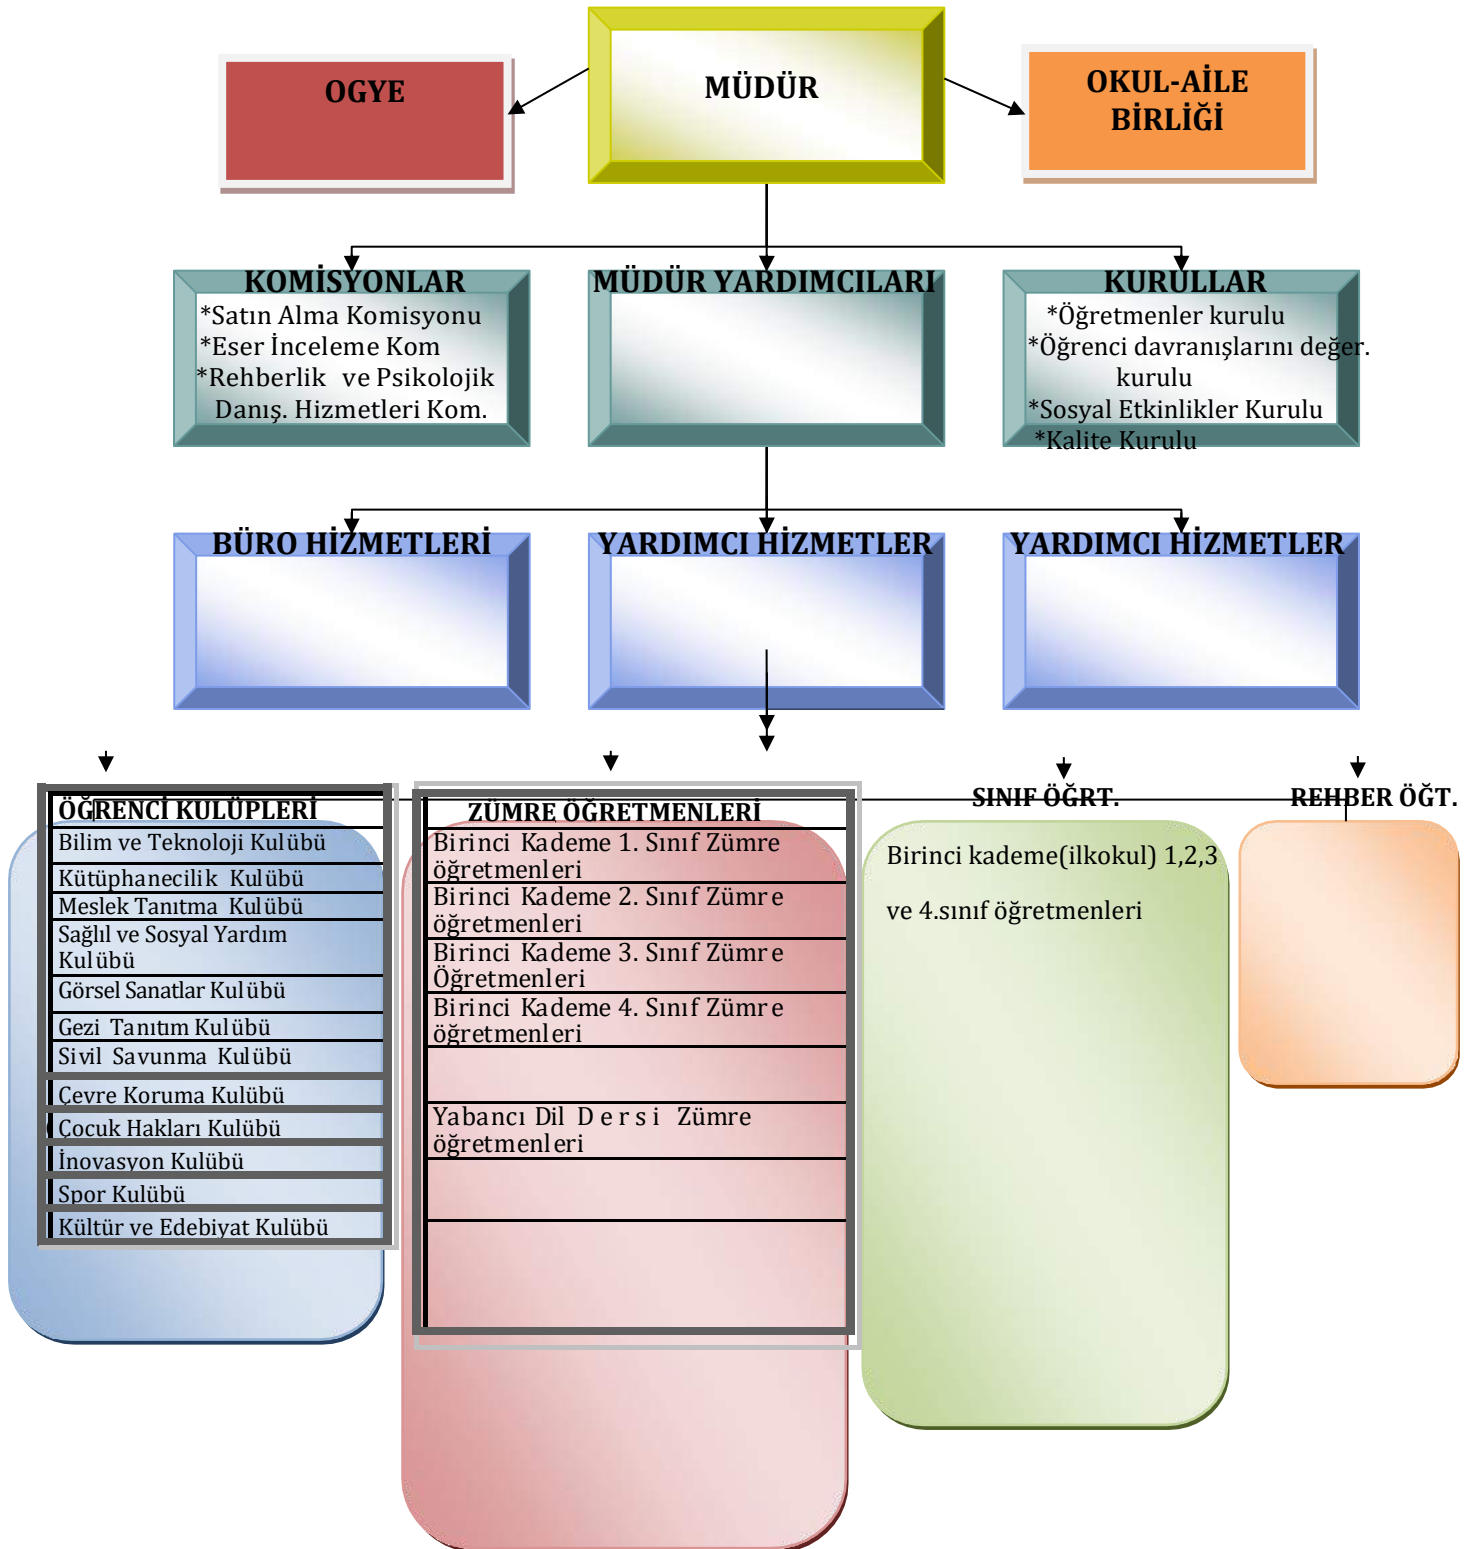 OGYE
MÜDÜR
OKUL-AİLE
BİRLİĞİ
KOMİSYONLAR
*Satın Alma Komisyonu
*Eser İnceleme Kom
*Rehberlik ve Psikolojik
Danış. Hizmetleri Kom.
MÜDÜR YARDIMCILARI
KURULLAR
*Öğretmenler kurulu
*Öğrenci davranışlarını değer.
kurulu
*Sosyal Etkinlikler Kurulu
*Kalite Kurulu
BÜRO HİZMETLERİ
YARDIMCI HİZMETLER
YARDIMCI HİZMETLER
ÖĞRENCİ KULÜPLERİ
Bilim ve Teknoloji Kulübü
Kütüphanecilik Kulübü
Meslek Tanıtma Kulübü
Sağlıl ve Sosyal Yardım
Kulübü
Görsel Sanatlar Kulübü
Gezi Tanıtım Kulübü
Sivil Savunma Kulübü
Çevre Koruma Kulübü
Çocuk Hakları Kulübü
İnovasyon Kulübü
Spor Kulübü
Kültür ve Edebiyat Kulübü
ZÜMRE ÖĞRETMENLERİ
Birinci Kademe 1. Sınıf Zümre
öğretmenleri
Birinci Kademe 2. Sınıf Zümre
öğretmenleri
Birinci Kademe 3. Sınıf Zümre
Öğretmenleri
Birinci Kademe 4. Sınıf Zümre
öğretmenleri
Yabancı Dil Dersi Zümre
öğretmenleri
SINIF ÖĞRT.
Birinci kademe(ilkokul) 1,2,3
ve 4.sınıf öğretmenleri
REHBER ÖĞT.